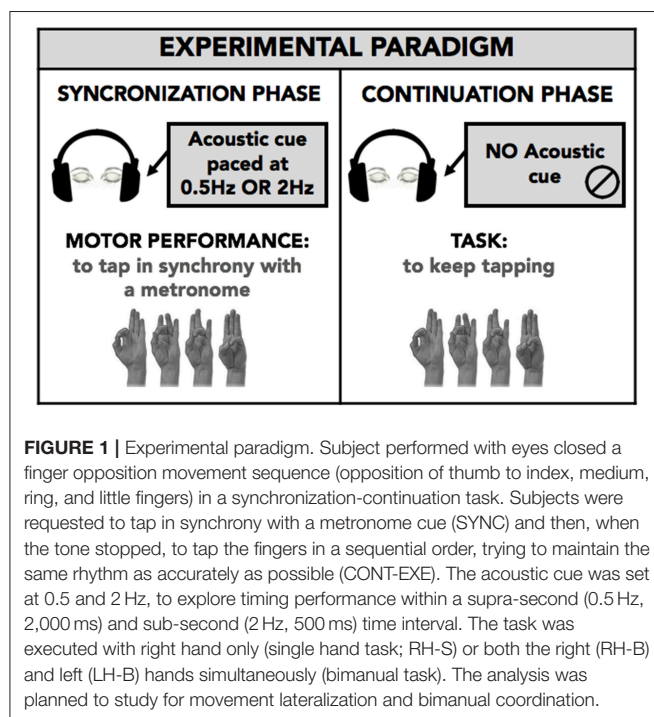 EXPERIMENTAL PARADIGM
SYNCRONIZATION PHASE
Acoustic cue
paced at
0.5Hz OR 2Hz
MOTOR PERFORMANCE:
to tap in synchrony with
a metronome
CONTINUATION PHASE
NO Acoustic
cue
TASK:
to keep tapping
FIGURE 1 | Experimental paradigm. Subject performed with eyes closed a
finger opposition movement sequence (opposition of thumb to index, medium,
ring, and little fingers) in a synchronization-continuation task. Subjects were
requested to tap in synchrony with a metronome cue (SYNC) and then, when
the tone stopped, to tap the fingers in a sequential order, trying to maintain the
same rhythm as accurately as possible (CONT-EXE). The acoustic cue was set
at 0.5 and 2 Hz, to explore timing performance within a supra-second (0.5 Hz,
2,000 ms) and sub-second (2 Hz, 500 ms) time interval. The task was
executed with right hand only (single hand task; RH-S) or both the right (RH-B)
and left (LH-B) hands simultaneously (bimanual task). The analysis was
planned to study for movement lateralization and bimanual coordination.